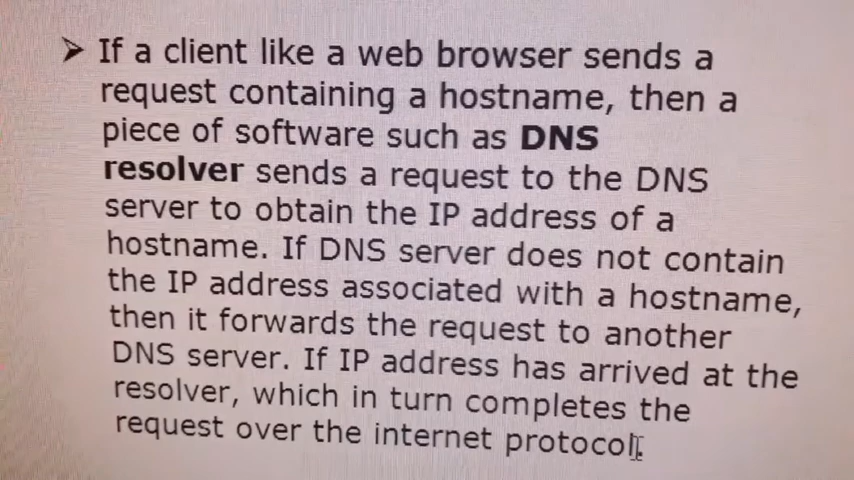 ➤ If a client like a web browser sends a
request containing a hostname, then a
piece of software such as DNS
resolver sends a request to the DNS
server to obtain the IP address of a
hostname. If DNS server does not contain
the IP address associated with a hostname,
then it forwards the request to another
DNS server. If IP address has arrived at the
resolver, which in turn completes the
request over the internet protocol.